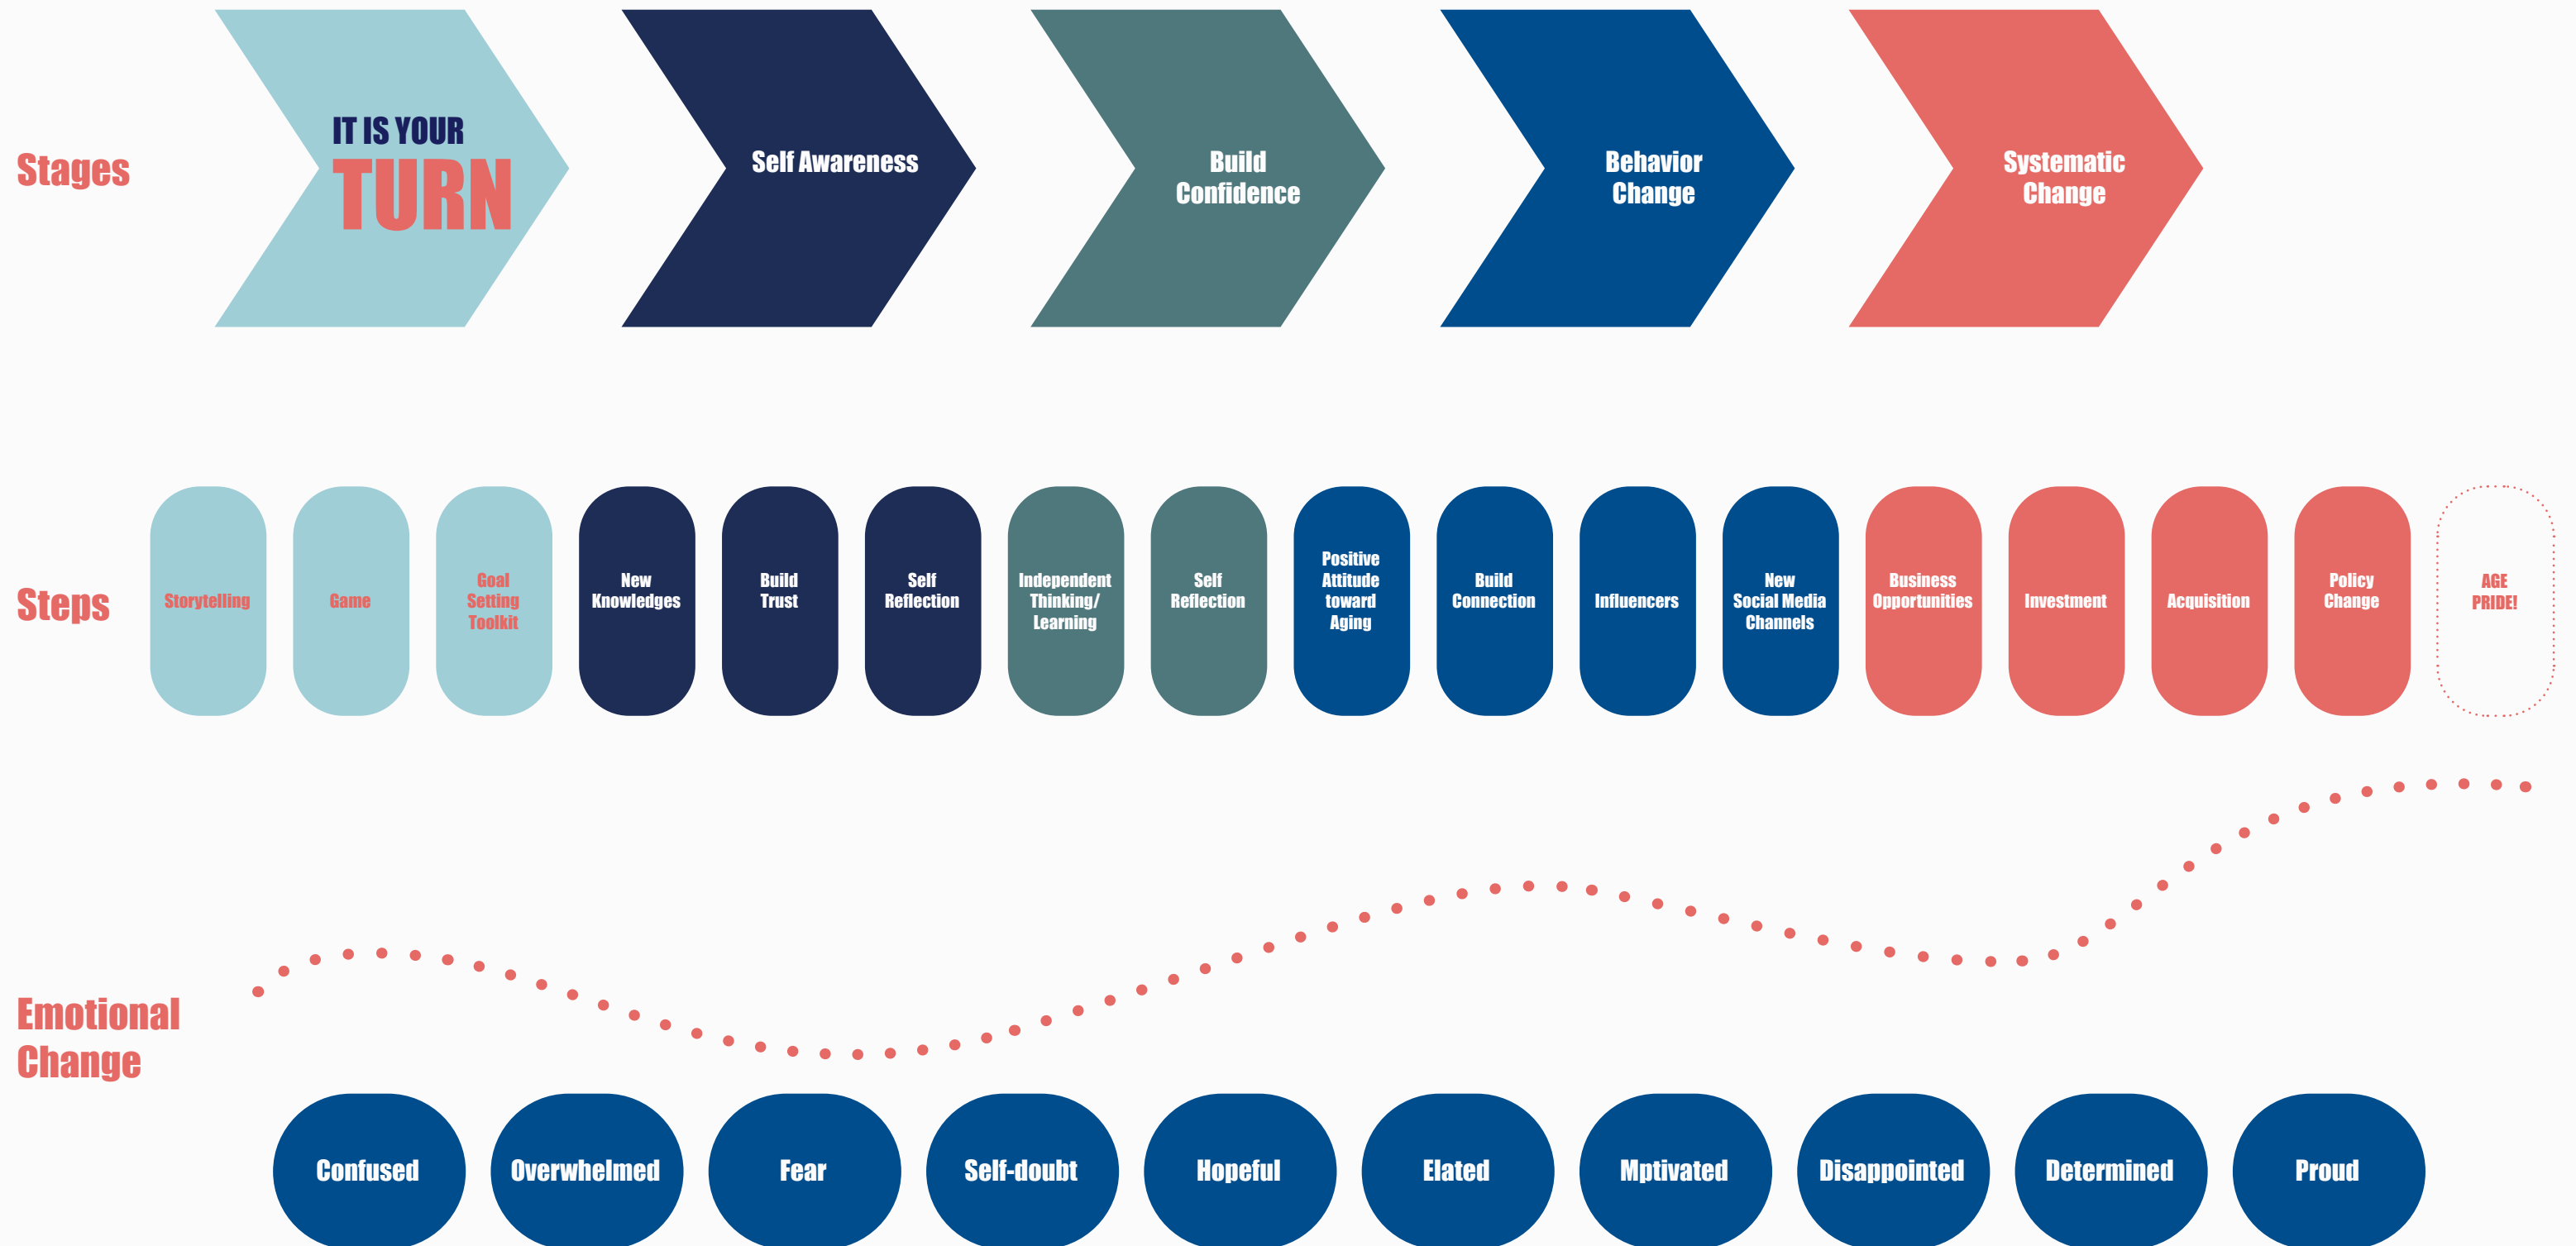 Stages
IT IS YOUR
TURN
Self Awareness
Build
Confidence
Behavior
Change
Systematic
Change
Steps
Storytelling
Game
Goal
Setting
Toolkit
New
Knowledges
Build
Trust
Self
Reflection
Independent
Thinking/
Learning
Self
Reflection
Positive
Attitude
toward
Aging
Build
Connection
Influencers
New
Social Media
Channels
Business
Opportunities
Investment
Acquisition
Policy
Change
AGE
PRIDE!
Emotional
Change
Confused
Overwhelmed
Fear
Self-doubt
Hopeful
Elated
Mptivated
Disappointed
Determined
Proud